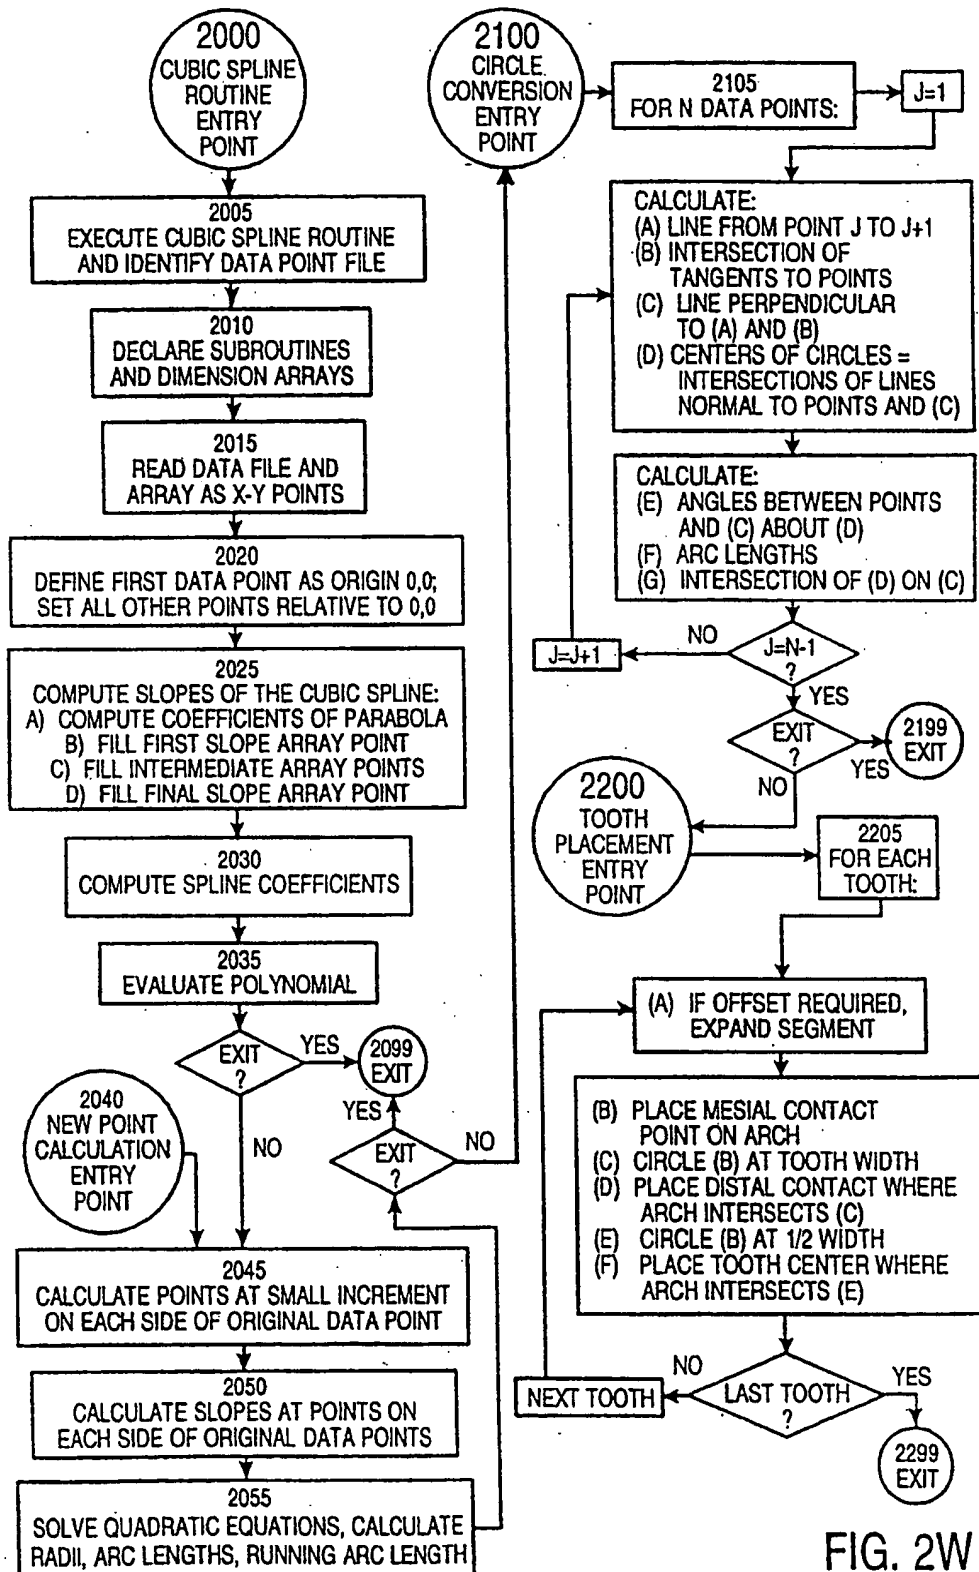 2000
CUBIC SPLINE
ROUTINE
ENTRY
POINT
2005
EXECUTE CUBIC SPLINE ROUTINE
AND IDENTIFY DATA POINT FILE
2010
DECLARE SUBROUTINES
AND DIMENSION ARRAYS
2015
READ DATA FILE AND
ARRAY AS X-Y POINTS
2020
DEFINE FIRST DATA POINT AS ORIGIN 0,0;
SET ALL OTHER POINTS RELATIVE TO 0,0
2025
COMPUTE SLOPES OF THE CUBIC SPLINE:
A) COMPUTE COEFFICIENTS OF PARABOLA
B) FILL FIRST SLOPE ARRAY POINT
C) FILL INTERMEDIATE ARRAY POINTS
D) FILL FINAL SLOPE ARRAY POINT
2030
COMPUTE SPLINE COEFFICIENTS
2035
EVALUATE POLYNOMIAL
EXIT
?
YES
2099
EXIT
NO
2040
NEW POINT
CALCULATION
ENTRY
POINT
YES
EXIT
?
NO
2045
CALCULATE POINTS AT SMALL INCREMENT
ON EACH SIDE OF ORIGINAL DATA POINT
2050
CALCULATE SLOPES AT POINTS ON
EACH SIDE OF ORIGINAL DATA POINTS
2055
SOLVE QUADRATIC EQUATIONS, CALCULATE
RADII, ARC LENGTHS, RUNNING ARC LENGTH
2100
CIRCLE
CONVERSION
ENTRY
POINT
2105
FOR N DATA POINTS:
J=1
CALCULATE:
(A) LINE FROM POINT J TO J+1
(B) INTERSECTION OF
TANGENTS TO POINTS
(C) LINE PERPENDICULAR
TO (A) AND (B)
(D) CENTERS OF CIRCLES =
INTERSECTIONS OF LINES
NORMAL TO POINTS AND (C)
CALCULATE:
(E) ANGLES BETWEEN POINTS
AND (C) ABOUT (D)
(F) ARC LENGTHS
(G) INTERSECTION OF (D) ON (C)
J=N-1
?
NO
J=J+1
YES
EXIT
?
YES
2199
EXIT
NO
2200
TOOTH
PLACEMENT
ENTRY
POINT
2205
FOR EACH
TOOTH:
(A) IF OFFSET REQUIRED,
EXPAND SEGMENT
(B) PLACE MESIAL CONTACT
POINT ON ARCH
(C) CIRCLE (B) AT TOOTH WIDTH
(D) PLACE DISTAL CONTACT WHERE
ARCH INTERSECTS (C)
(E) CIRCLE (B) AT 1/2 WIDTH
(F) PLACE TOOTH CENTER WHERE
ARCH INTERSECTS (E)
LAST TOOTH
?
NO
NEXT TOOTH
YES
2299
EXIT
FIG. 2W